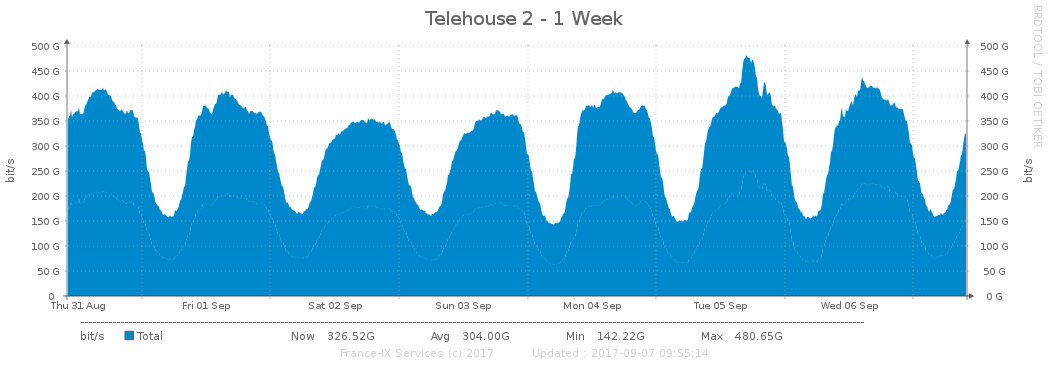 Telehouse 2 - 1 Week
RRDTOOL / TOBI OETIKER
500 G 500 G
450 G 450 G
400 G 400 G
350 G 350 G
300 G 300 G
250 G 250 G
200 G 200 G
150 G 150 G
100 G 100 G
50 G 50 G
0 0 G
bit/s bit/s
Thu 31 Aug Fri 01 Sep Sat 02 Sep Sun 03 Sep Mon 04 Sep Tue 05 Sep Wed 06 Sep
bit/s Total Now 326.52G Avg 304.00G Min 142.22G Max 480.65G
France-IX Services (c) 2017 Updated : 2017-09-07 09:55:14